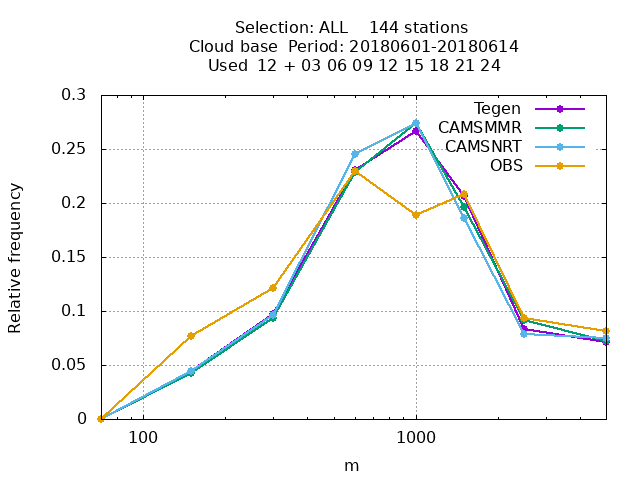 Selection: ALL    144 stations
Cloud base  Period: 20180601-20180614
Used  12 + 03 06 09 12 15 18 21 24
Tegen
CAMSMMR
CAMSNRT
OBS
0.3
0.25
0.2
0.15
0.1
0.05
0
Relative frequency
100
1000
m